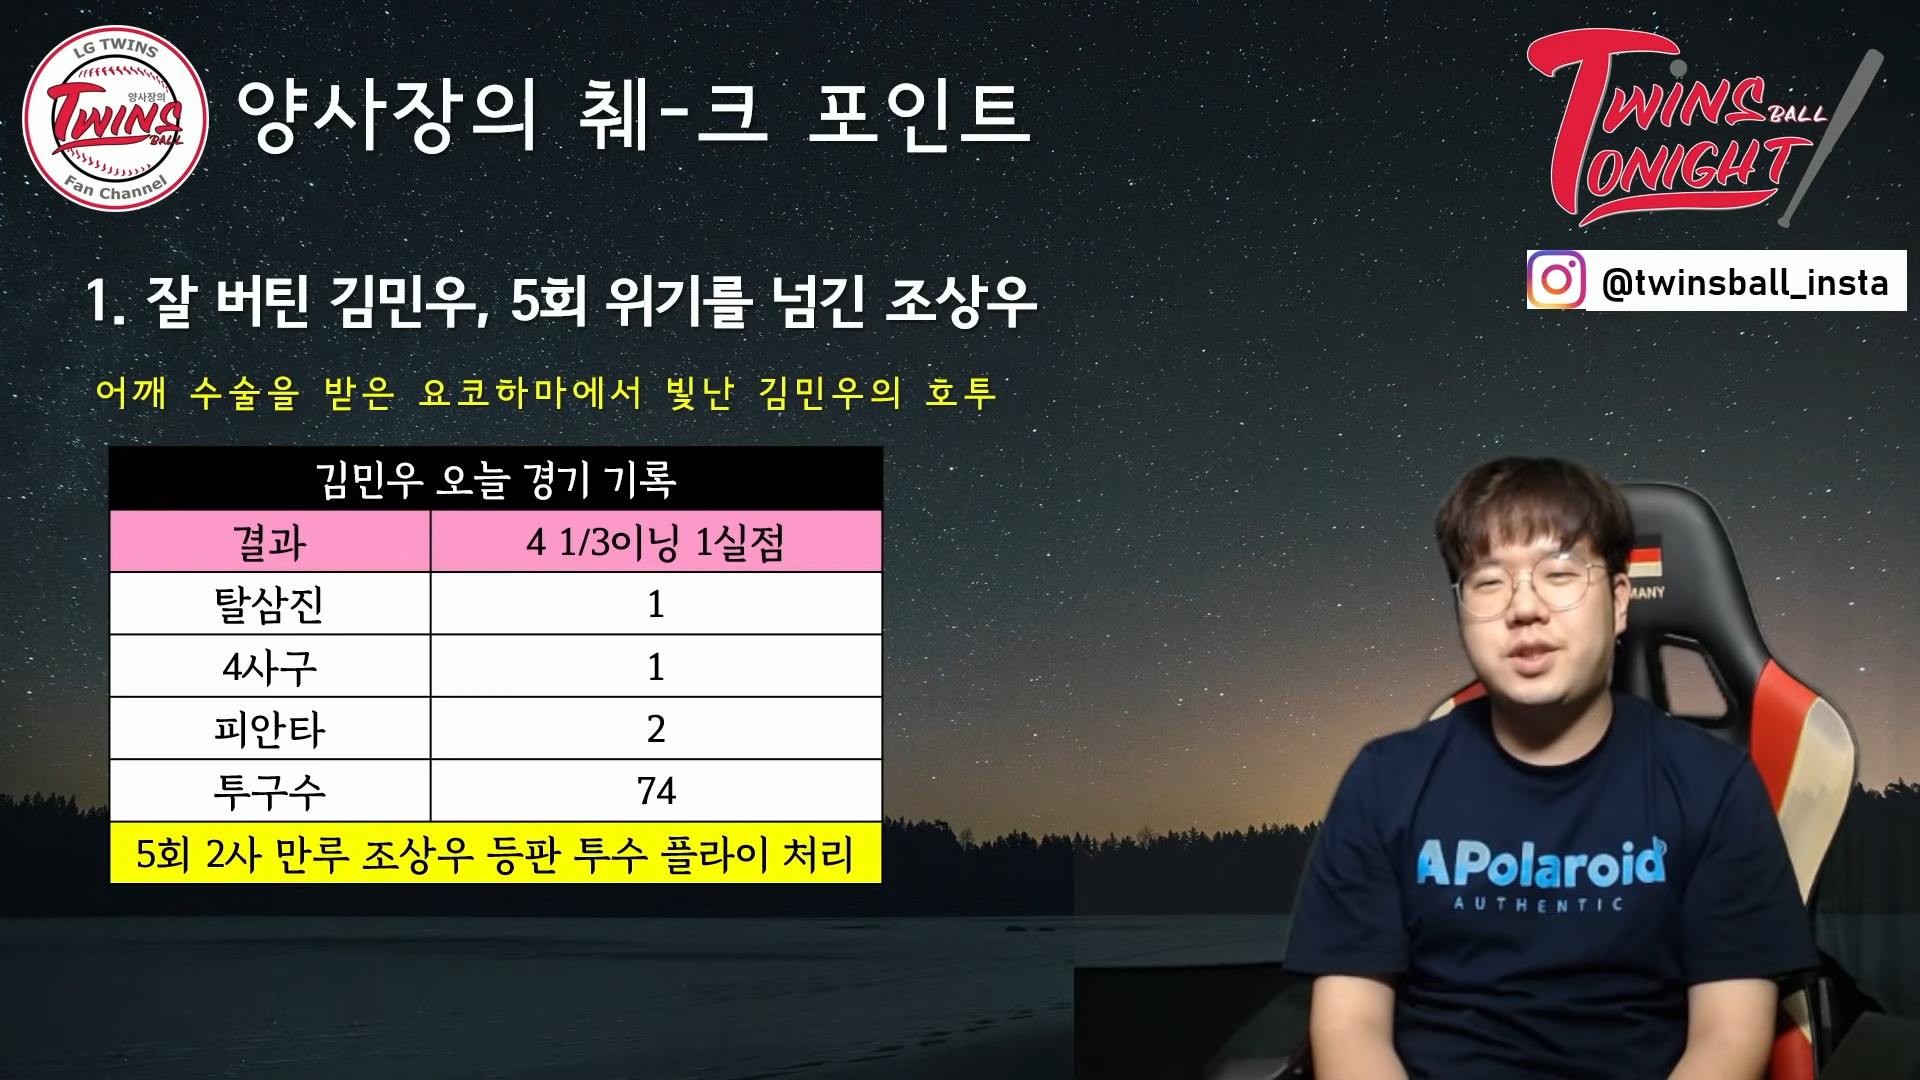 LG TWINS
양사장의
TWINS
BALL
Fan Channel
양사장의 췌-크 포인트
TWINS BALL
TONIGHT
@twinsball_insta
1. 잘 버틴 김민우, 5회 위기를 넘긴 조상우
어깨 수술을 받은 요코하마에서 빛난 김민우의 호투
김민우 오늘 경기 기록
결과 4 1/3이닝 1실점
탈삼진 1
4사구 1
피안타 2
투구수 74
5회 2사 만루 조상우 등판 투수 플라이 처리
MANY
APolaroid
AUTHENTIC